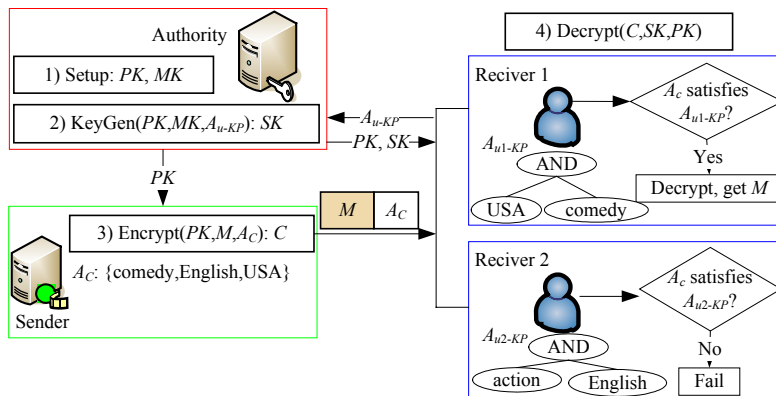 Authority
1) Setup: PK, MK
2) KeyGen(PK,MK,Au-KP): SK
Au-KP
PK, SK
PK
3) Encrypt(PK,M,AC): C
AC: {comedy,English,USA}
Sender
M AC
4) Decrypt(C,SK,PK)
Reciver 1
Ac satisfies
Au1-KP?
Au1-KP
AND
USA
comedy
Yes
Decrypt, get M
Reciver 2
Ac satisfies
Au2-KP?
Au2-KP
AND
action
English
No
Fail